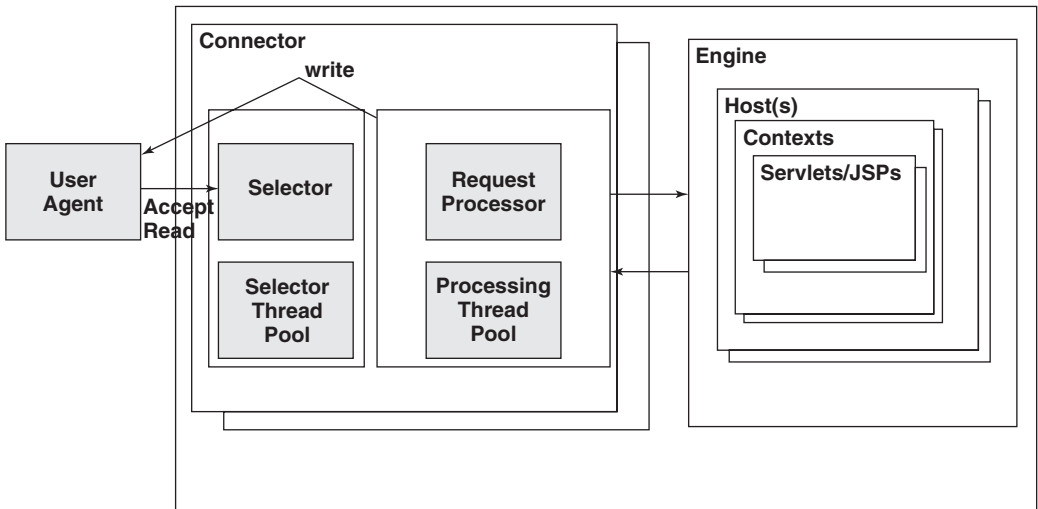 Connector
write
User
Agent
Accept
Read
Selector
Selector
Thread
Pool
Request
Processor
Processing
Thread
Pool
Engine
Host(s)
Contexts
Servlets/JSPs